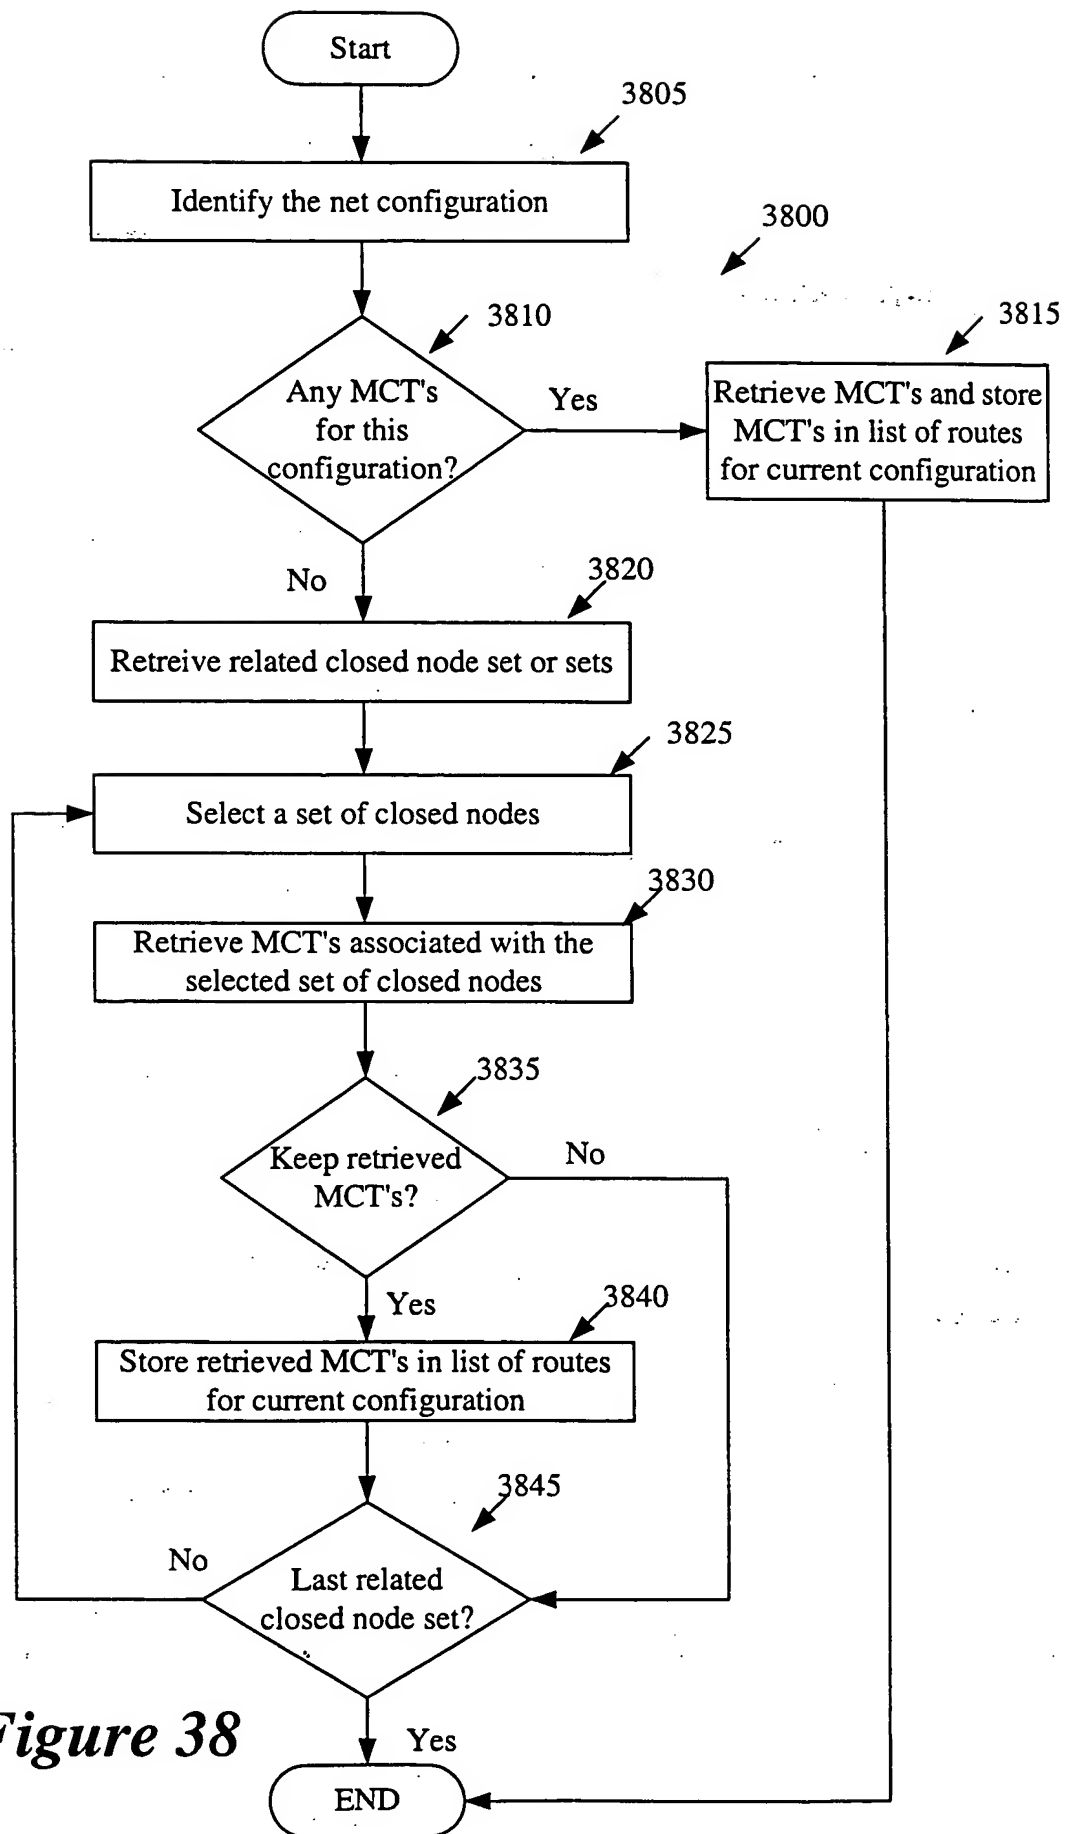 Start
3805
Identify the net configuration
3800
3810
Any MCT's
for this
configuration?
Yes
3815
Retrieve MCT's and store
MCT's in list of routes
for current configuration
No
3820
Retreive related closed node set or sets
3825
Select a set of closed nodes
3830
Retrieve MCT's associated with the
selected set of closed nodes
3835
Keep retrieved
MCT's?
No
Yes
3840
Store retrieved MCT's in list of routes
for current configuration
3845
No
Last related
closed node set?
Figure 38
Yes
END